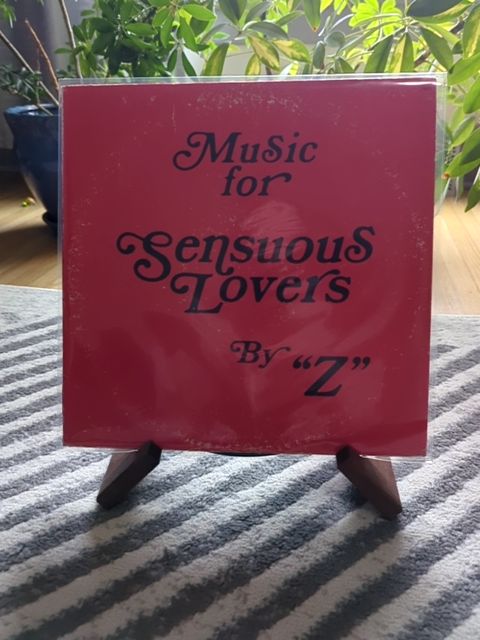 Music
for
Sensuous
Lovers
By “Z”